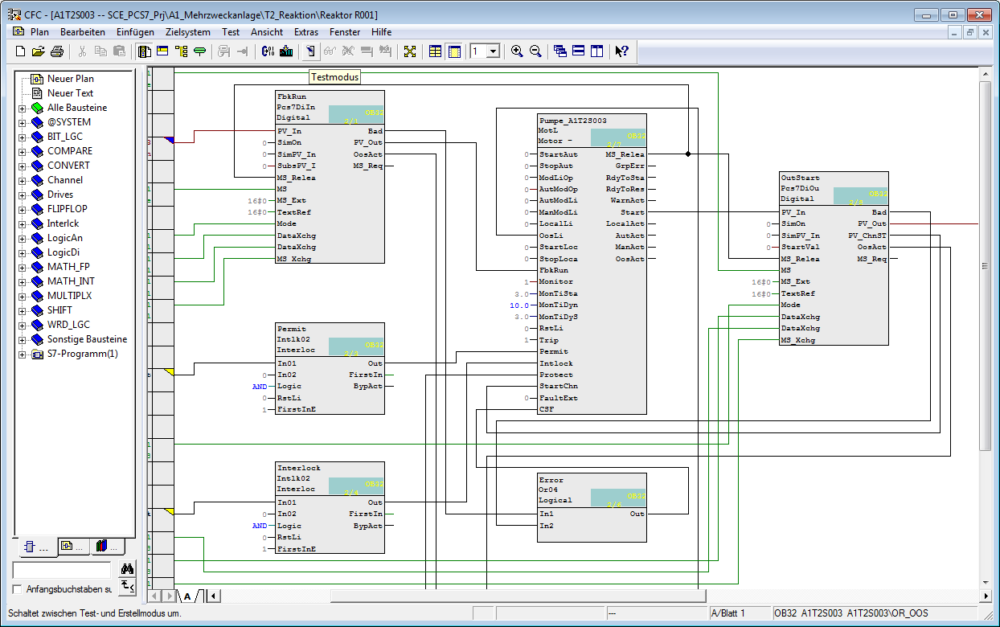 CFC - [A1T2S003 -- SCE_PCS7_Prj\A1_Mehrzweckanlage\T2_Reaktion\Reaktor R001]
Plan Bearbeiten Einfügen Zielsystem Test Ansicht Extras Fenster Hilfe
1
Testmodus
Neuer Plan
Neuer Text
Alle Bausteine
@SYSTEM
BIT_LGC
COMPARE
CONVERT
Channel
Drives
FLIPFLOP
Interlck
LogicAn
LogicDi
MATH_FP
MATH_INT
MULTIPLX
SHIFT
WRD_LGC
Sonstige Bausteine
S7-Programm(1)
... ... ...
Anfangsbuchstaben su
FbkRun
Pcs7DiIn
Digital OB32
2/1
PV_In Bad
0 SimOn PV_Out
0 SimPV_In OosAct
0 SubsPV_I MS_Req
MS_Relea
MS
16#0 MS_Ext
16#0 TextRef
Mode
DataXchg
DataXchg
MS_Xchg
Permit
Intlk02
Interloc OB32
In01 Out
0 In02 FirstIn
AND Logic BypAct
0 RstLi
1 FirstInE
Interlock
Intlk02
Interloc OB32
2/4
In01 Out
0 In02 FirstIn
AND Logic BypAct
0 RstLi
1 FirstInE
Pumpe_A1T2S003
MotL
Motor - OB32
2/7
0 StartAut MS_Relea
0 StopAut GrpErr
0 ModLiOp RdyToSta
0 AutModOp RdyToRes
0 AutModLi WarnAct
0 ManModLi Start
0 LocalLi LocalAct
OosLi AutAct
0 StartLoc ManAct
0 StopLoca OosAct
FbkRun
1 Monitor
3.0 MonTiSta
10.0 MonTiDyn
3.0 MonTiDyS
0 RstLi
1 Trip
Permit
Intlock
Protect
StartChn
0 FaultExt
CSF
Error
Or04
Logical OB32
2/6
In1 Out
In2
OutStart
Pcs7DiOu
Digital OB32
PV_In Bad
0 SimOn PV_Out
0 SimPV_In PV_ChnST
0 StartVal OosAct
MS_Relea MS_Req
MS
16#0 MS_Ext
16#0 TextRef
Mode
DataXchg
DataXchg
MS_Xchg
A
Schaltet zwischen Test- und Erstellmodus um. --- A/Blatt 1 OB32 A1T2S003 A1T2S003\OR_OOS